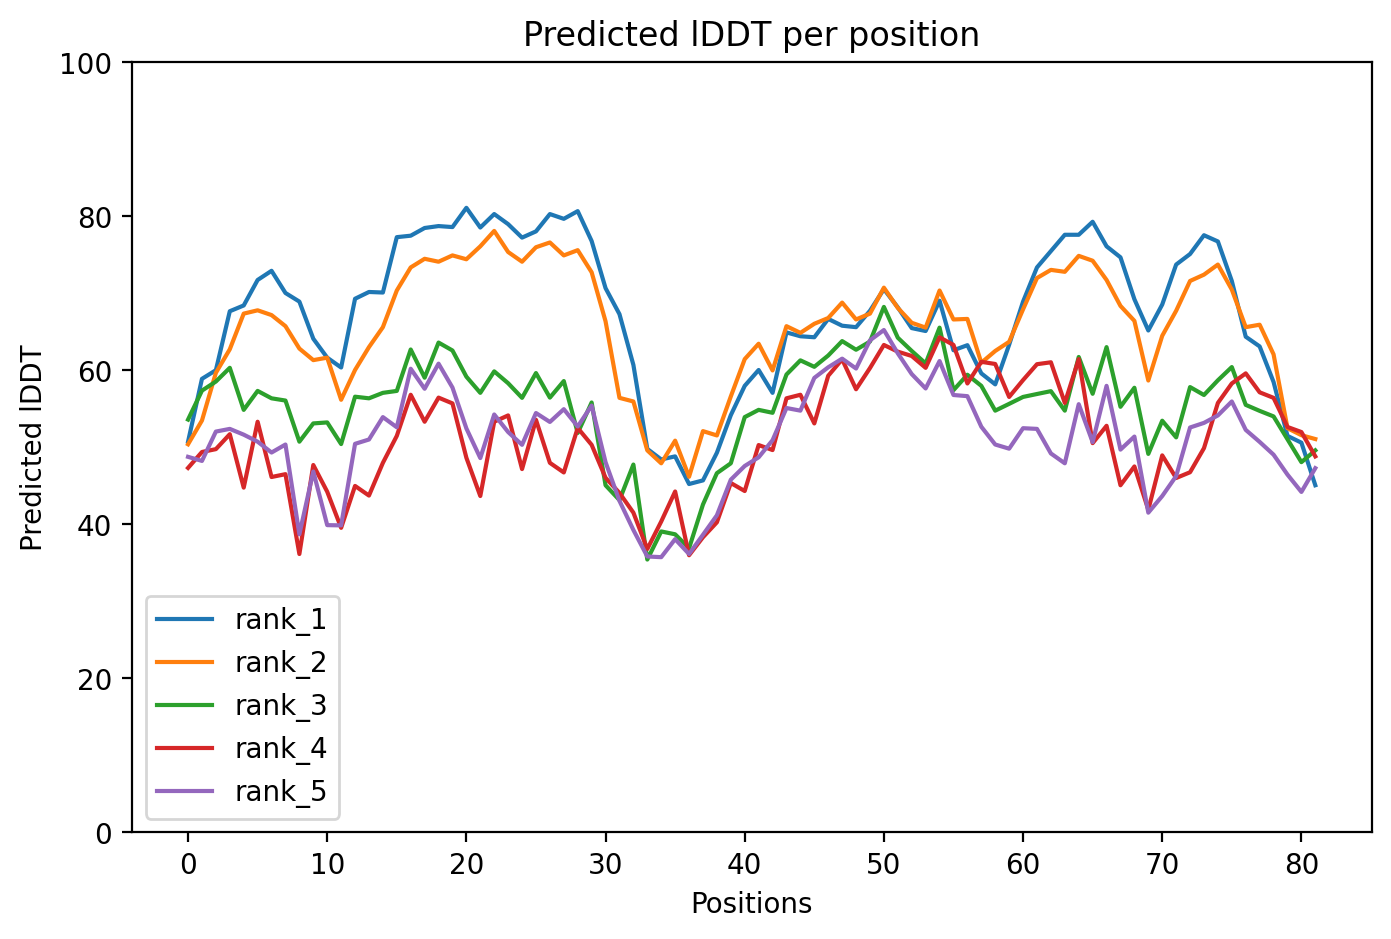 Predicted lDDT per position
100
80
60
40
20
0
Predicted lDDT
rank_1
rank_2
rank_3
rank_4
rank_5
0 10 20 30 40 50 60 70 80
Positions